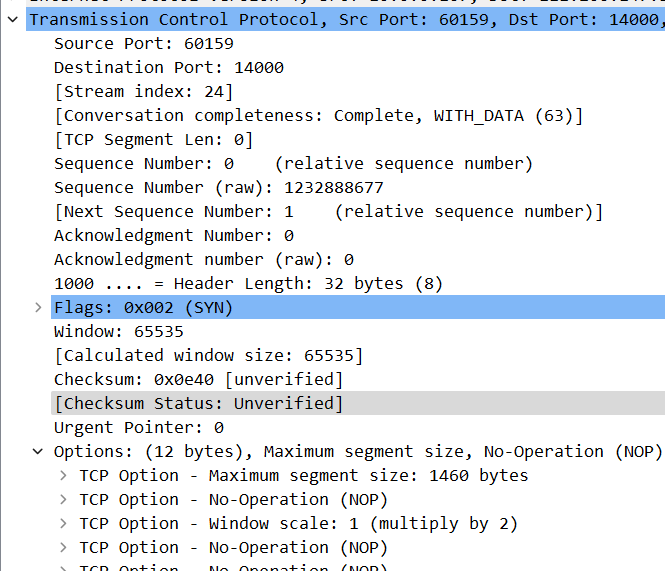 Transmission Control Protocol, Src Port: 60159, Dst Port: 14000,
Source Port: 60159
Destination Port: 14000
[Stream index: 24]
[Conversation completeness: Complete, WITH_DATA (63)]
[TCP Segment Len: 0]
Sequence Number: 0    (relative sequence number)
Sequence Number (raw): 1232888677
[Next Sequence Number: 1    (relative sequence number)]
Acknowledgment Number: 0
Acknowledgment number (raw): 0
1000 .... = Header Length: 32 bytes (8)
Flags: 0x002 (SYN)
Window: 65535
[Calculated window size: 65535]
Checksum: 0x0e40 [unverified]
[Checksum Status: Unverified]
Urgent Pointer: 0
Options: (12 bytes), Maximum segment size, No-Operation (NOP)
TCP Option - Maximum segment size: 1460 bytes
TCP Option - No-Operation (NOP)
TCP Option - Window scale: 1 (multiply by 2)
TCP Option - No-Operation (NOP)
TCP Option - No-Operation (NOP)